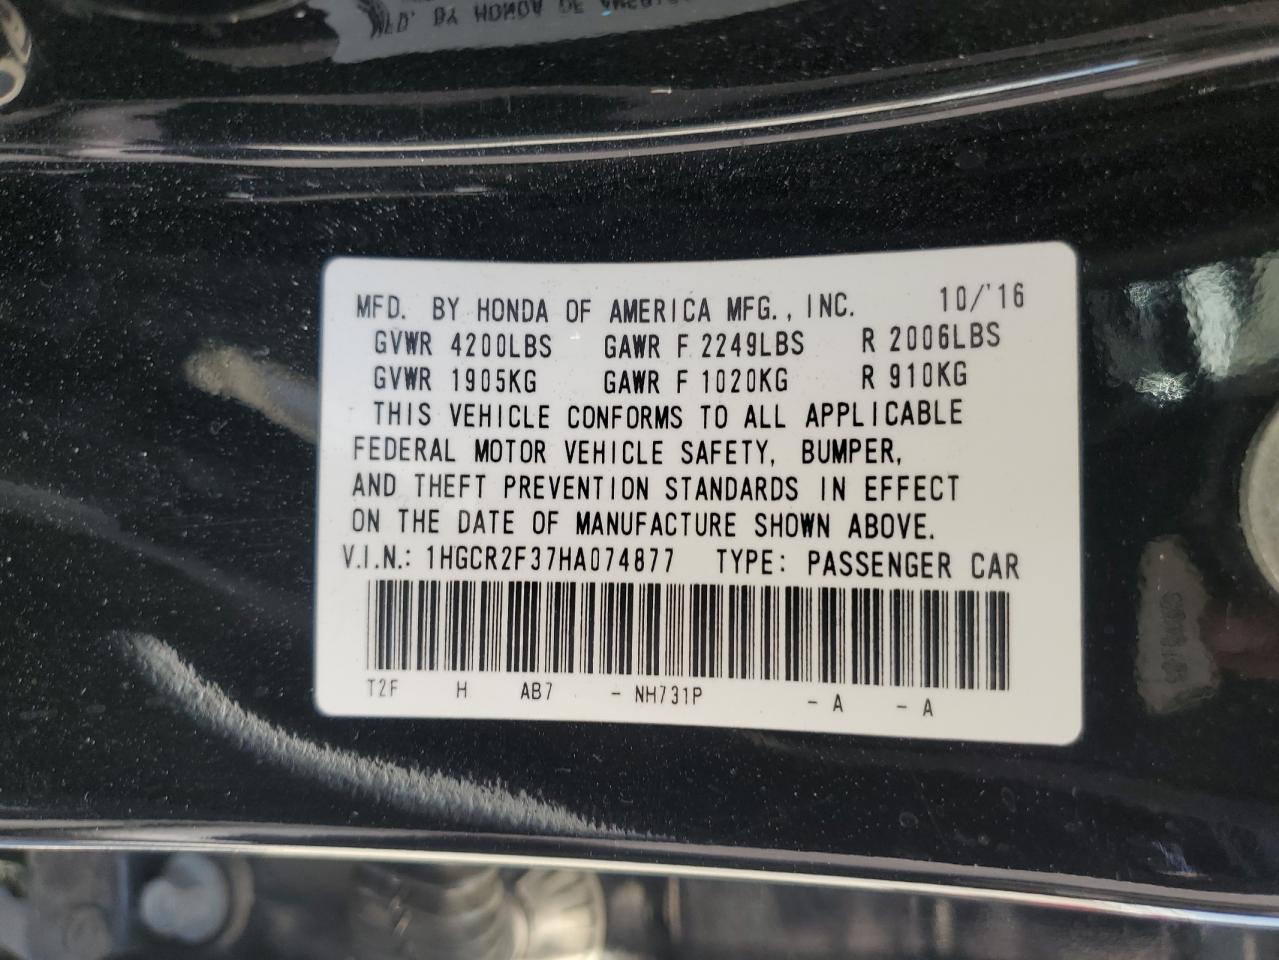 MFD. BY HONDA OF AMERICA MFG., INC. 10/'16
GVWR 4200LBS GAWR F 2249LBS R 2006LBS
GVWR 1905KG GAWR F 1020KG R 910KG
THIS VEHICLE CONFORMS TO ALL APPLICABLE
FEDERAL MOTOR VEHICLE SAFETY, BUMPER,
AND THEFT PREVENTION STANDARDS IN EFFECT
ON THE DATE OF MANUFACTURE SHOWN ABOVE.
V.I.N.: 1HGCR2F37HA074877 TYPE: PASSENGER CAR
T2F H AB7 - NH731P - A - A